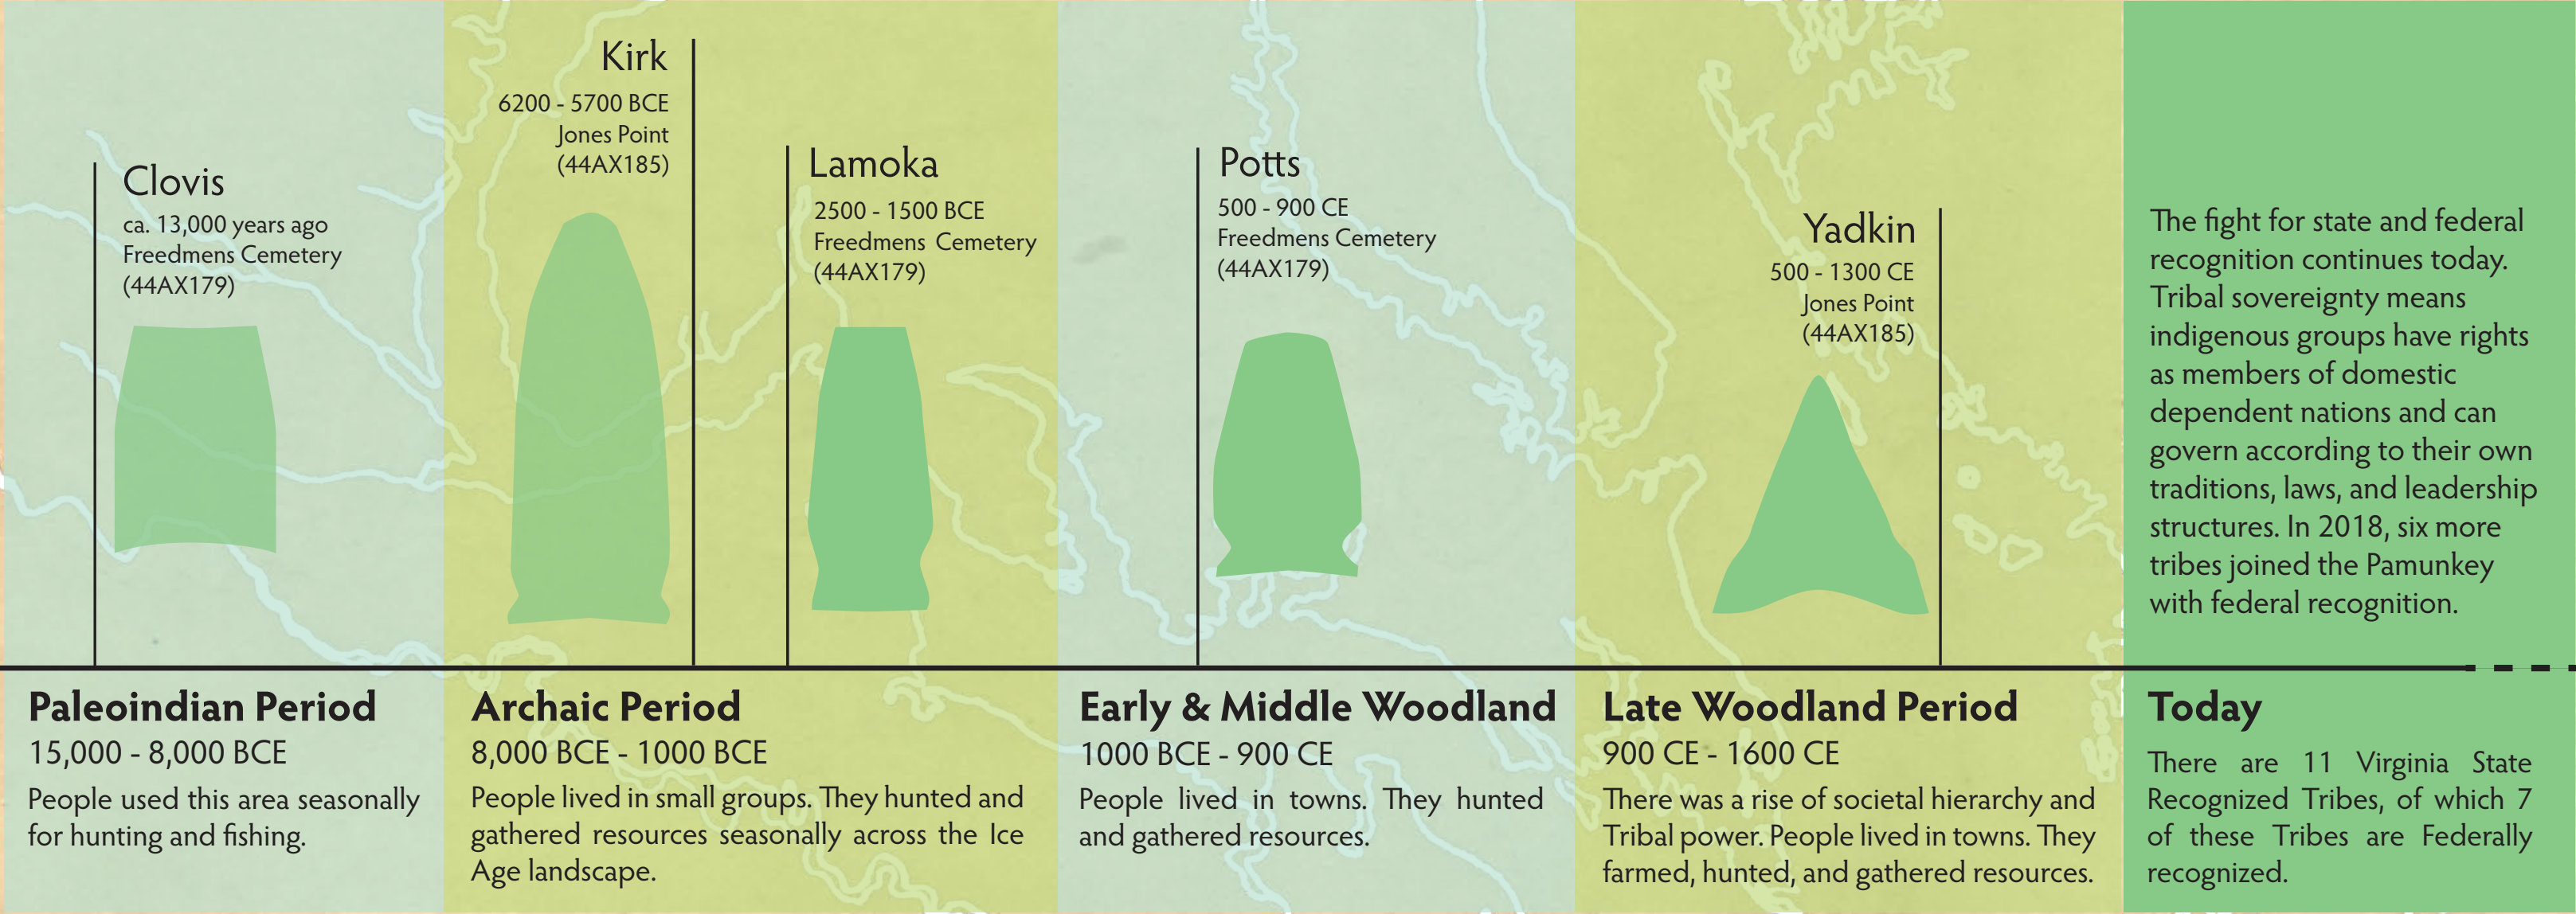 Clovis
ca. 13,000 years ago
Freedmens Cemetery
(44AX179)
Kirk
6200 - 5700 BCE
Jones Point
(44AX185)
Lamoka
2500 - 1500 BCE
Freedmens Cemetery
(44AX179)
Potts
500 - 900 CE
Freedmens Cemetery
(44AX179)
Yadkin
500 - 1300 CE
Jones Point
(44AX185)
The fight for state and federal
recognition continues today.
Tribal sovereignty means
indigenous groups have rights
as members of domestic
dependent nations and can
govern according to their own
traditions, laws, and leadership
structures. In 2018, six more
tribes joined the Pamunkey
with federal recognition.
Paleoindian Period
15,000 - 8,000 BCE
People used this area seasonally
for hunting and fishing.
Archaic Period
8,000 BCE - 1000 BCE
People lived in small groups. They hunted and
gathered resources seasonally across the Ice
Age landscape.
Early & Middle Woodland
1000 BCE - 900 CE
People lived in towns. They hunted
and gathered resources.
Late Woodland Period
900 CE - 1600 CE
There was a rise of societal hierarchy and
Tribal power. People lived in towns. They
farmed, hunted, and gathered resources.
Today
There are 11 Virginia State
Recognized Tribes, of which 7
of these Tribes are Federally
recognized.